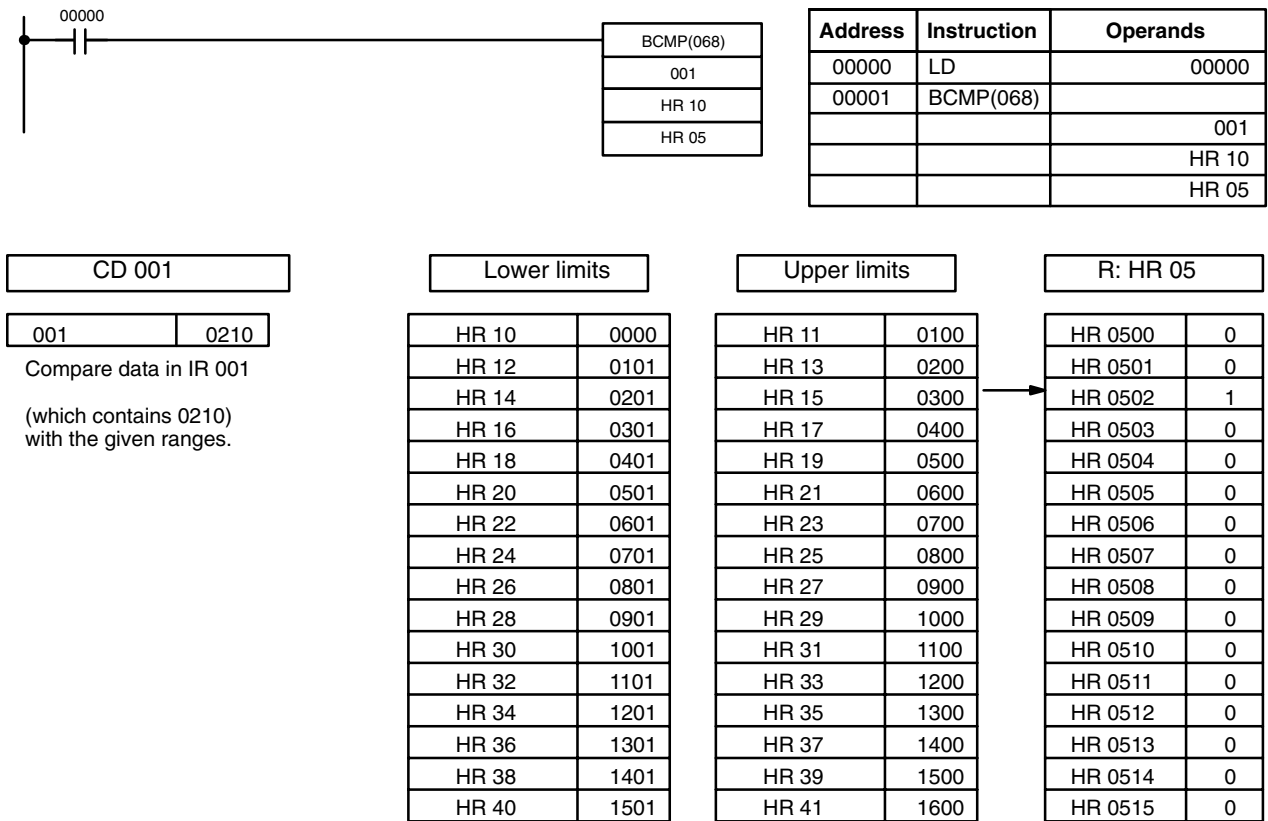 00000
BCMP(068)
001
HR 10
HR 05
Address Instruction Operands
00000 LD 00000
00001 BCMP(068)
001
HR 10
HR 05
CD 001
Lower limits
Upper limits
R: HR 05
001 0210
Compare data in IR 001
(which contains 0210)
with the given ranges.
HR 10 0000 HR 11 0100 HR 0500 0
HR 12 0101 HR 13 0200 HR 0501 0
HR 14 0201 HR 15 0300 HR 0502 1
HR 16 0301 HR 17 0400 HR 0503 0
HR 18 0401 HR 19 0500 HR 0504 0
HR 20 0501 HR 21 0600 HR 0505 0
HR 22 0601 HR 23 0700 HR 0506 0
HR 24 0701 HR 25 0800 HR 0507 0
HR 26 0801 HR 27 0900 HR 0508 0
HR 28 0901 HR 29 1000 HR 0509 0
HR 30 1001 HR 31 1100 HR 0510 0
HR 32 1101 HR 33 1200 HR 0511 0
HR 34 1201 HR 35 1300 HR 0512 0
HR 36 1301 HR 37 1400 HR 0513 0
HR 38 1401 HR 39 1500 HR 0514 0
HR 40 1501 HR 41 1600 HR 0515 0